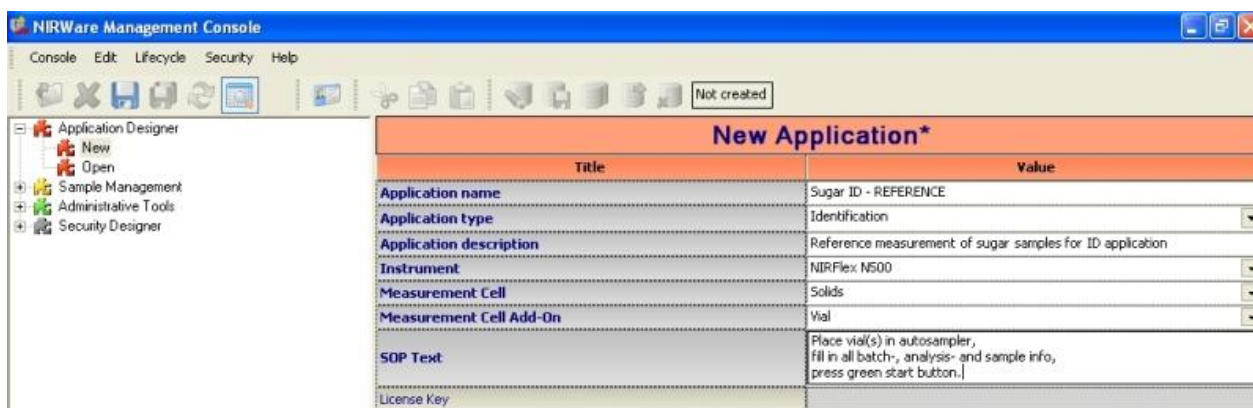 NIRWare Management Console
Console Edit Lifecycle Security Help
Not created
Application Designer
New
Open
Sample Management
Administrative Tools
Security Designer
New Application*
Title Value
Application name Sugar ID - REFERENCE
Application type Identification
Application description Reference measurement of sugar samples for ID application
Instrument NIRFlex N500
Measurement Cell Solids
Measurement Cell Add-On Vial
SOP Text Place vial(s) in autosampler,
fill in all batch-, analysis- and sample info,
press green start button.
License Key